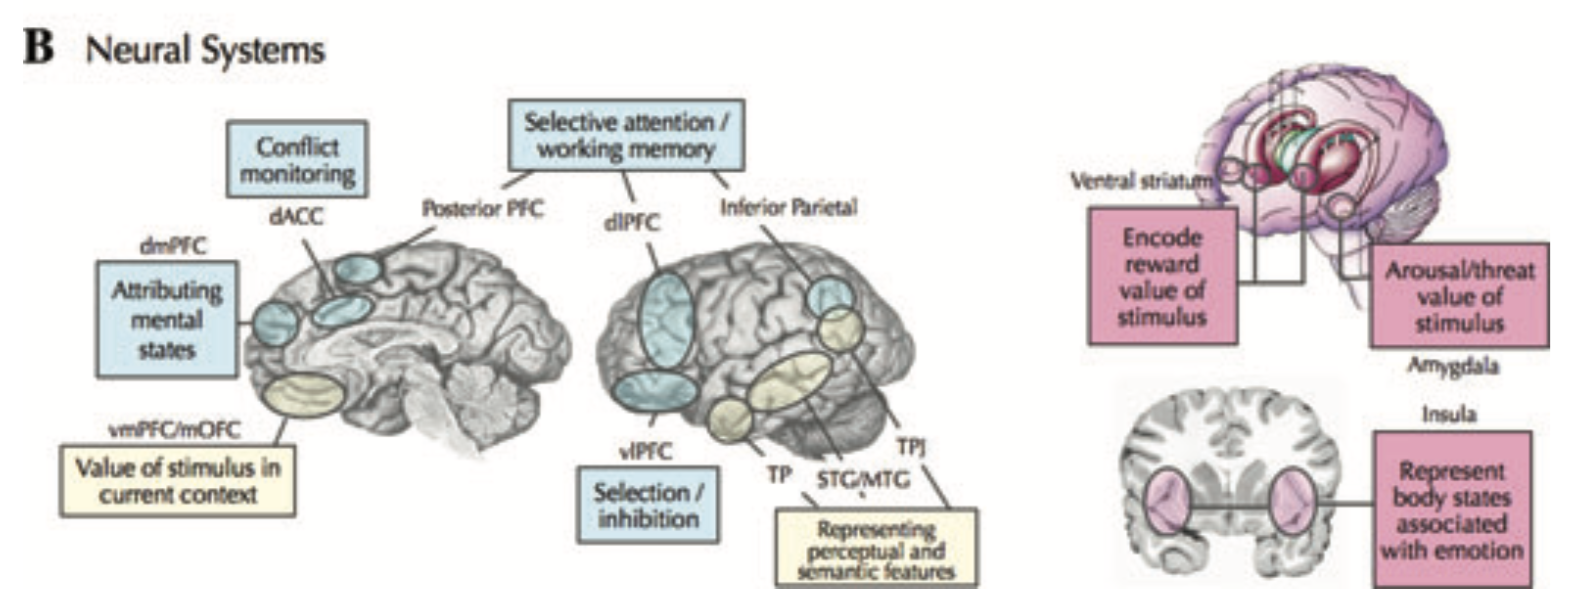 B Neural Systems
Selective attention /
working memory
Conflict
monitoring
dACC
Posterior PFC
dlPFC
Inferior Parietal
dmPFC
Attributing
mental
states
vmPFC/mOFC
Value of stimulus in
current context
vlPFC
Selection /
inhibition
TP
STG/MTG
TPJ
Representing
perceptual and
semantic features
Ventral striatum
Encode
reward
value of
stimulus
Arousal/threat
value of
stimulus
Amygdala
Insula
Represent
body states
associated
with emotion